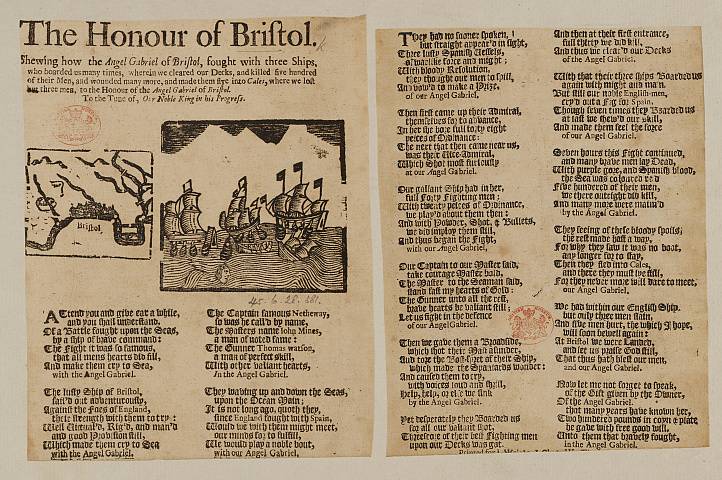 The Honour of Bristol.
Shewing how the Angel Gabriel of Bristol, fought with three Ships,
who boarded us many times, wherein we cleared our Decks, and killed five hundred
of their Men, and wounded many more, and made them flye into Cales, where we lost
but three men, to the Honour of the Angel Gabriel of Bristol.
To the Tune of, Our Noble King in his Progress.
Bristol,
ATtend you and give ear a while,
and you shall understand
Of a Battle fought upon the Seas,
by a ship of brave command:
The Fight it was so famous,
that all mens hearts did fill,
And make them cry to Sea,
with the Angel Gabriel.
The lusty Ship of Bristol,
sail'd out adventurously,
Against the Foes of England,
their strength with them to try:
Well Victual'd, Rig'd, and Man'd
and good Provision still,
Which made them cry to Sea
with the Angel Gabriel.
The Captain famous Netheway,
so was he call'd by name,
The Masters name John Mines,
a man of noted fame:
The Gunner Thomas Watson,
a man of perfect skill,
With other valiant hearts,
in the Angel Gabriel.
They waving up and down the Seas,
upon the Ocean Main,
It is not long ago, quoth they,
since England fought with Spain,
Would we with them might meet,
our minds for to fulfill,
We would play a noble bout,
with our Angel Gabriel.
They had no sooner spoken,
but straight appear'd in sight,
Three lusty Spanish Vessels,
of warlike force and might;
With bloody Resolution,
they thought our blood to spill,
And vow'd to make a Prize,
of our Angel Gabriel.
Then first came up their Admiral,
themselves for to advance,
In her she bore full forty eight
peices of Ordinance:
The next that then came near us,
was their Vice-Admiral,
Which shot most furiously
at our Angel Gabriel.
Our gallant Ship had in her,
full Forty Fighting men;
With twenty peices of Ordinance,
we play'd about them then:
And with Powder, Shot, & Bullets,
we did imploy them still,
And thus began the Fight,
with our Angel Gabriel.
Our Captain to our Master said,
take courage Master bold,
The Master to the Seaman said,
stand fast my hearts of Gold:
The Gunner unto all the rest,
brave hearts be valiant still;
Let us fight in the defence
of our Angel Gabriel.
Then we gave them a Broadside,
which shot their Mast asunder,
And tore the Bolt-sprit of their Ship,
which made the Spaniards wonder:
And caused them to cry,
with voices loud and shrill,
Help, help, or else we sink
by the Angel Gabriel.
Yet desperately they Boarded us
for all our valiant shot,
Threescore of their best Fighting men
upon our Decks was got.
And then at their first entrance,
full thirty we did kill,
And thus we clear'd our Decks
of the Angel Gabriel.
With that their three ships Boarded us
again with might and main.
But still our noble English-men,
cry'd out a Fig for Spain.
Though seven times they Boarded us
at last we shew'd our skill,
And made them feel the force
of our Angel Gabriel.
Seven hours this Fight continued,
and many brave men lay Dead,
With purple gore, and Spanish blood,
the Sea was coloured red
Five hundred of their men,
we there outright did kill,
And many more were maim'd
by the Angel Gabriel.
They seeing of these bloody spoils,
the rest made hast a way,
For why they saw it was no boat,
any longer for to stay,
Then they fled into Cales,
and there they must lye still,
For they never more will dare to meet,
our Angel Gabriel.
We had within our English Ship.
but only three men slain,
And five men hurt, the which I hope,
will soon bewell again:
At Bristol we were Landed,
and let us praise God still,
That thus hath blest our men,
and our Angel Gabriel.
Now let me not forget to speak,
of the Gift given by the Owner,
Of the Angel Gabriel.
that many years have known her,
Two hundered pounds in coyn & plate
he gave with free good will,
Unto them that bravely fought,
in the Angel Gabriel.